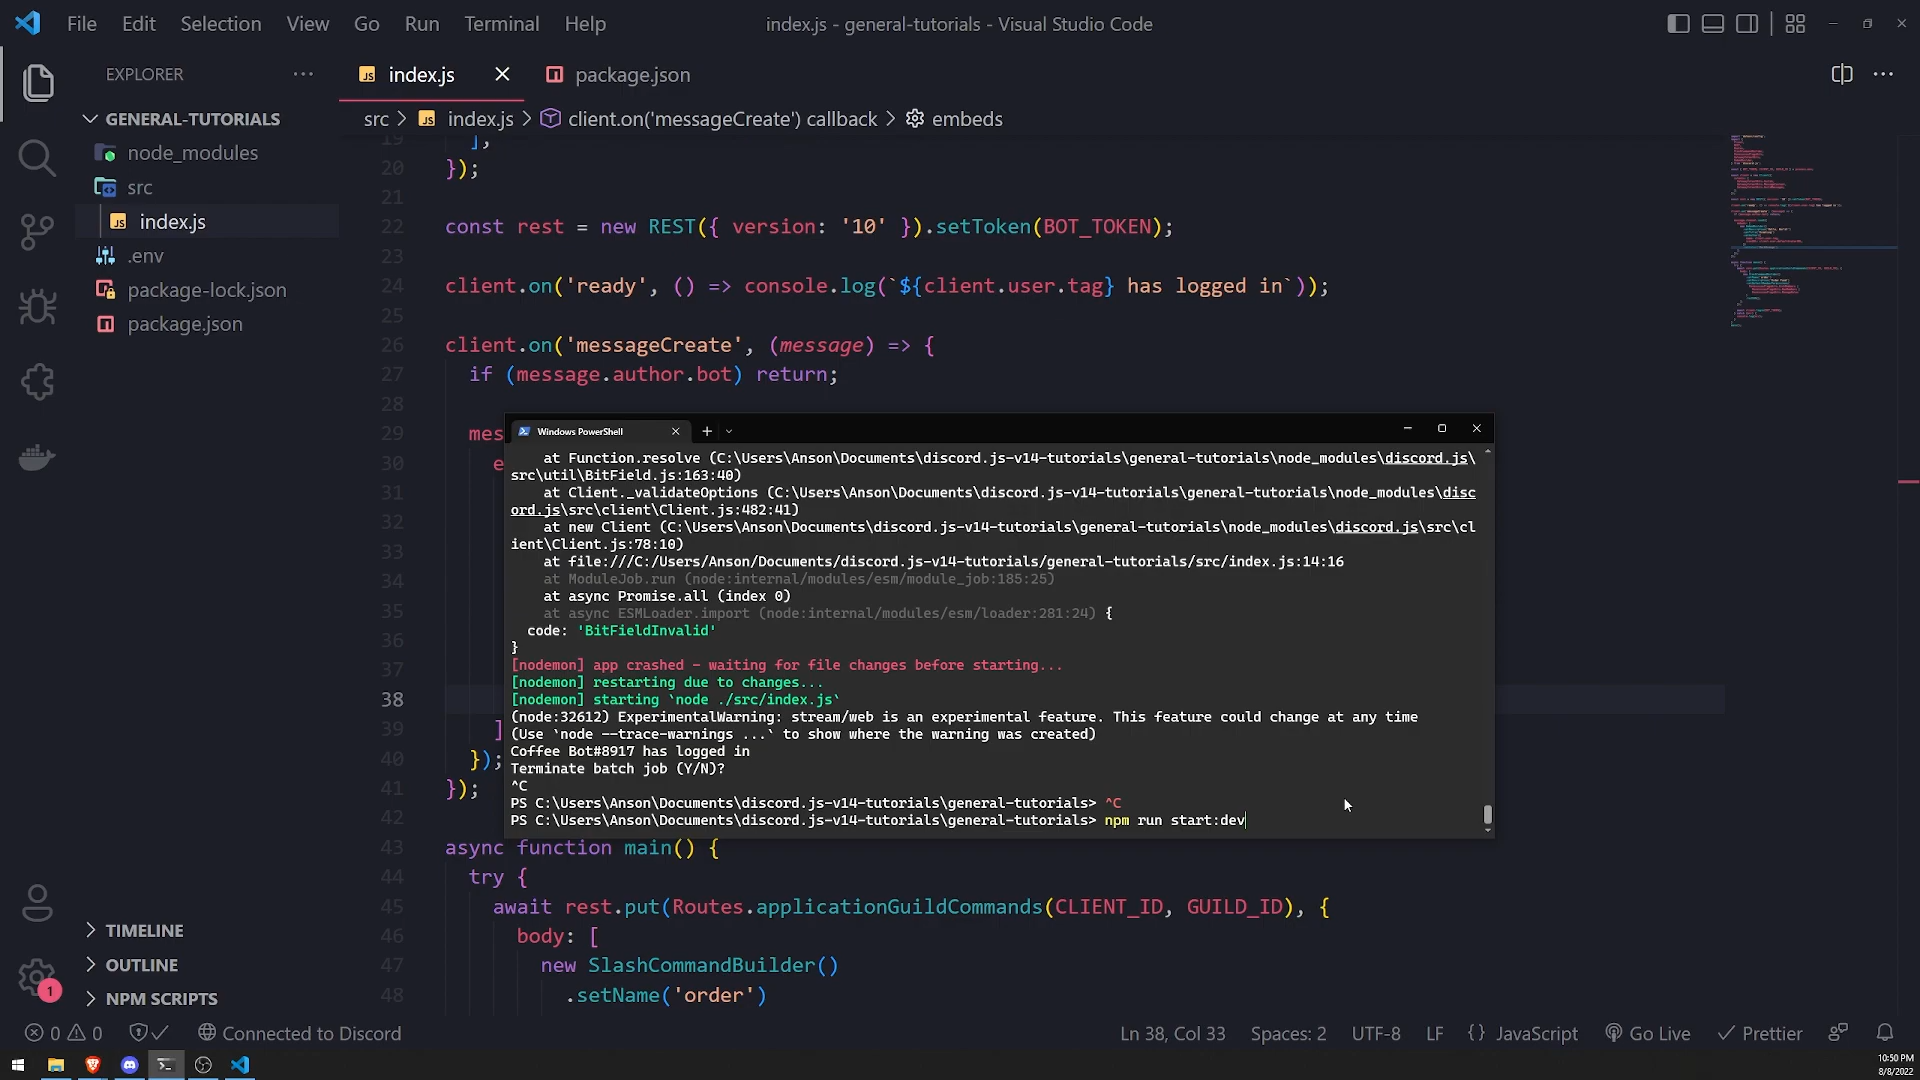 File Edit Selection View Go Run Terminal Help
index.js - general-tutorials - Visual Studio Code
EXPLORER
index.js
package.json
GENERAL-TUTORIALS
src > index.js > client.on('messageCreate') callback > embeds
node_modules
src
index.js
.env
package-lock.json
package.json
19 ],
20 });
21
22 const rest = new REST({ version: '10' }).setToken(BOT_TOKEN);
23
24 client.on('ready', () => console.log(`${client.user.tag} has logged in`));
25
26 client.on('messageCreate', (message) => {
27 if (message.author.bot) return;
28
29 mes
30 e
31
32
33
34
35
36
37
38
39 ]
40 });
41 });
42
43 async function main() {
44 try {
45 await rest.put(Routes.applicationGuildCommands(CLIENT_ID, GUILD_ID), {
46 body: [
47 new SlashCommandBuilder()
48 .setName('order')
Windows PowerShell
at Function.resolve (C:\Users\Anson\Documents\discord.js-v14-tutorials\general-tutorials\node_modules\discord.js\
src\util\BitField.js:163:40)
at Client._validateOptions (C:\Users\Anson\Documents\discord.js-v14-tutorials\general-tutorials\node_modules\disc
ord.js\src\client\Client.js:482:41)
at new Client (C:\Users\Anson\Documents\discord.js-v14-tutorials\general-tutorials\node_modules\discord.js\src\cl
ient\Client.js:78:10)
at file:///C:/Users/Anson/Documents/discord.js-v14-tutorials/general-tutorials/src/index.js:14:16
at ModuleJob.run (node:internal/modules/esm/module_job:185:25)
at async Promise.all (index 0)
at async ESMLoader.import (node:internal/modules/esm/loader:281:24) {
code: 'BitFieldInvalid'
}
[nodemon] app crashed - waiting for file changes before starting...
[nodemon] restarting due to changes...
[nodemon] starting `node ./src/index.js`
(node:32612) ExperimentalWarning: stream/web is an experimental feature. This feature could change at any time
(Use `node --trace-warnings ...` to show where the warning was created)
Coffee Bot#8917 has logged in
Terminate batch job (Y/N)?
^C
PS C:\Users\Anson\Documents\discord.js-v14-tutorials\general-tutorials> ^C
PS C:\Users\Anson\Documents\discord.js-v14-tutorials\general-tutorials> npm run start:dev
TIMELINE
OUTLINE
NPM SCRIPTS
1
0 0 Connected to Discord
Ln 38, Col 33 Spaces: 2 UTF-8 LF {} JavaScript Go Live Prettier
10:50 PM
8/8/2022